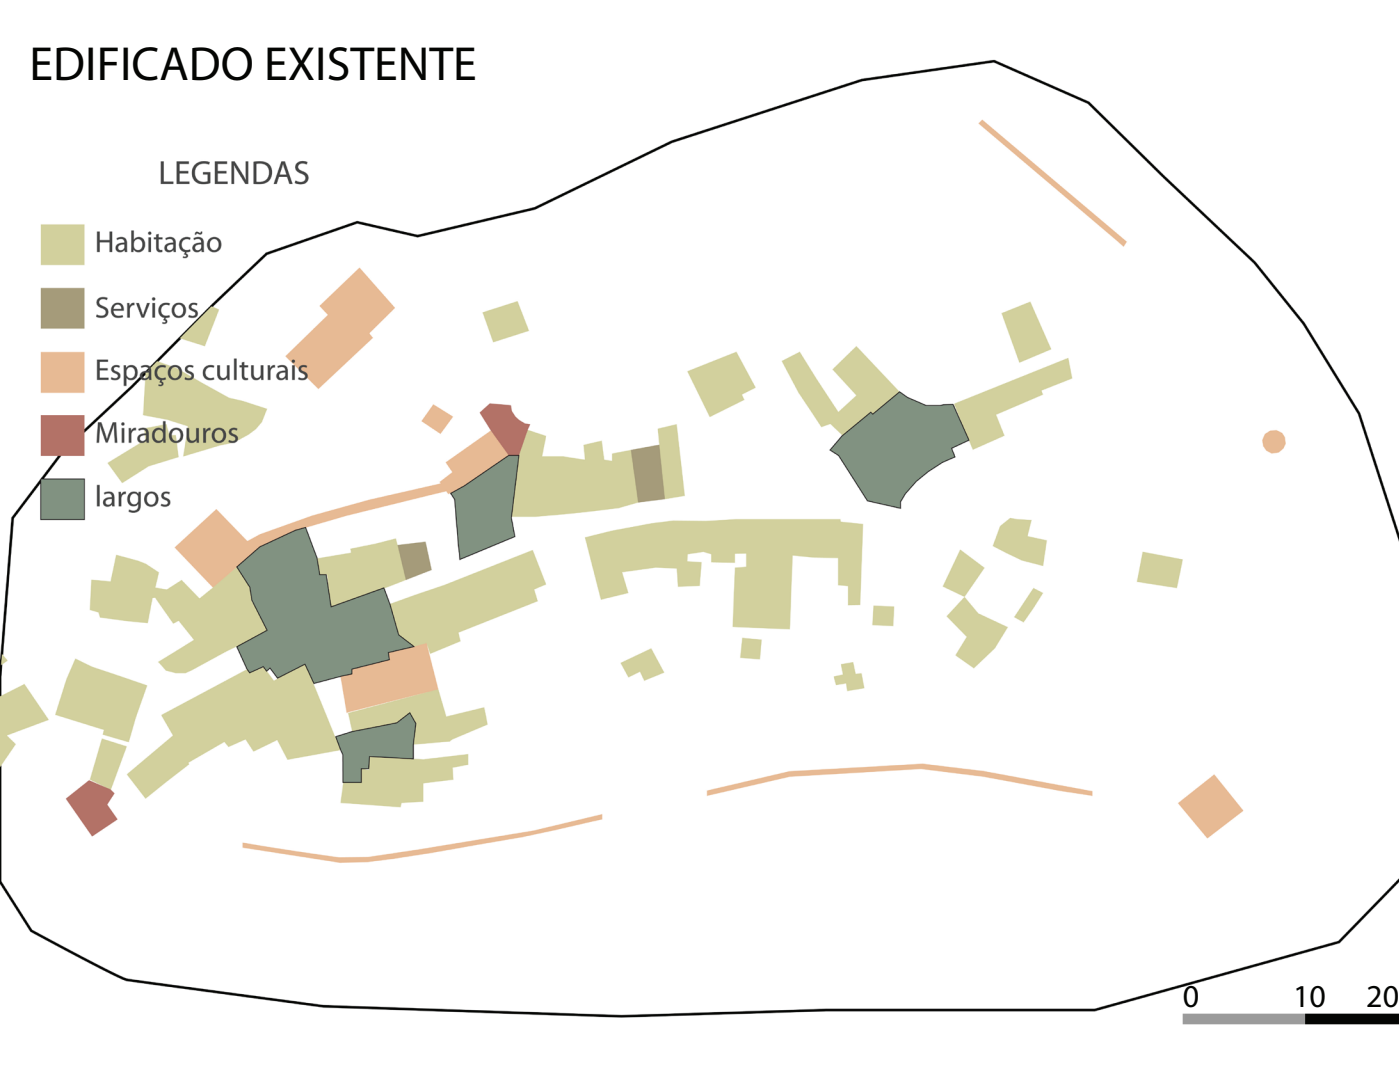 EDIFICADO EXISTENTE
LEGENDAS
Habitação
Serviços
Espaços culturais
Miradouros
largos
0 10 20